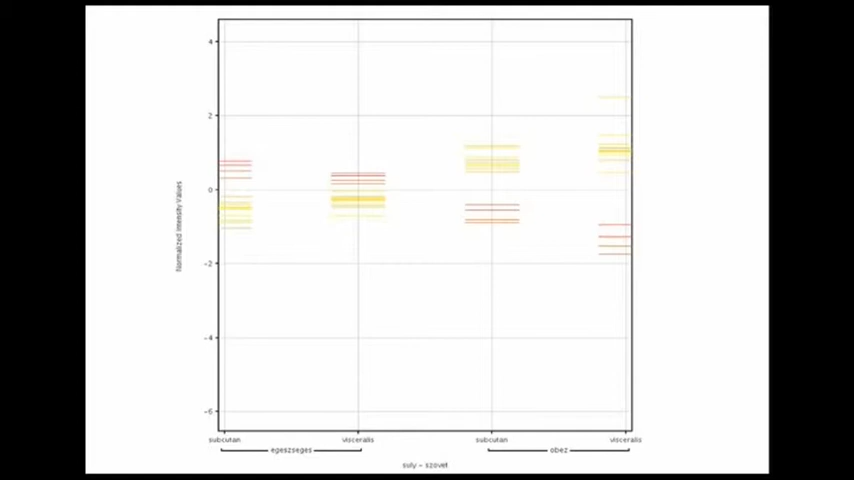 4
2
0
-2
-4
-6
Normalized Intensity Values
subcutan visceralis subcutan visceralis
egeszseges obez
suly - szovet